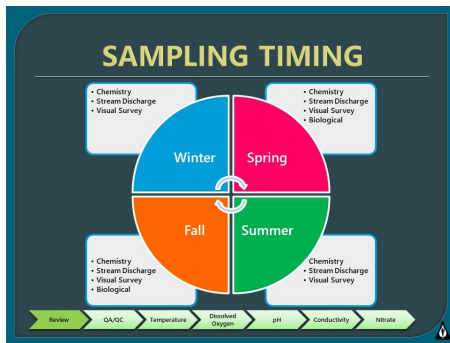 SAMPLING TIMING
• Chemistry
• Stream Discharge
• Visual Survey
• Chemistry
• Stream Discharge
• Visual Survey
• Biological
Winter
Spring
Fall
Summer
• Chemistry
• Stream Discharge
• Visual Survey
• Biological
Chemistry
• Stream Discharge
• Visual Survey
Review
QA/QC
Temperature
Dissolved
Oxygen
pH
Conductivity
Nitrate